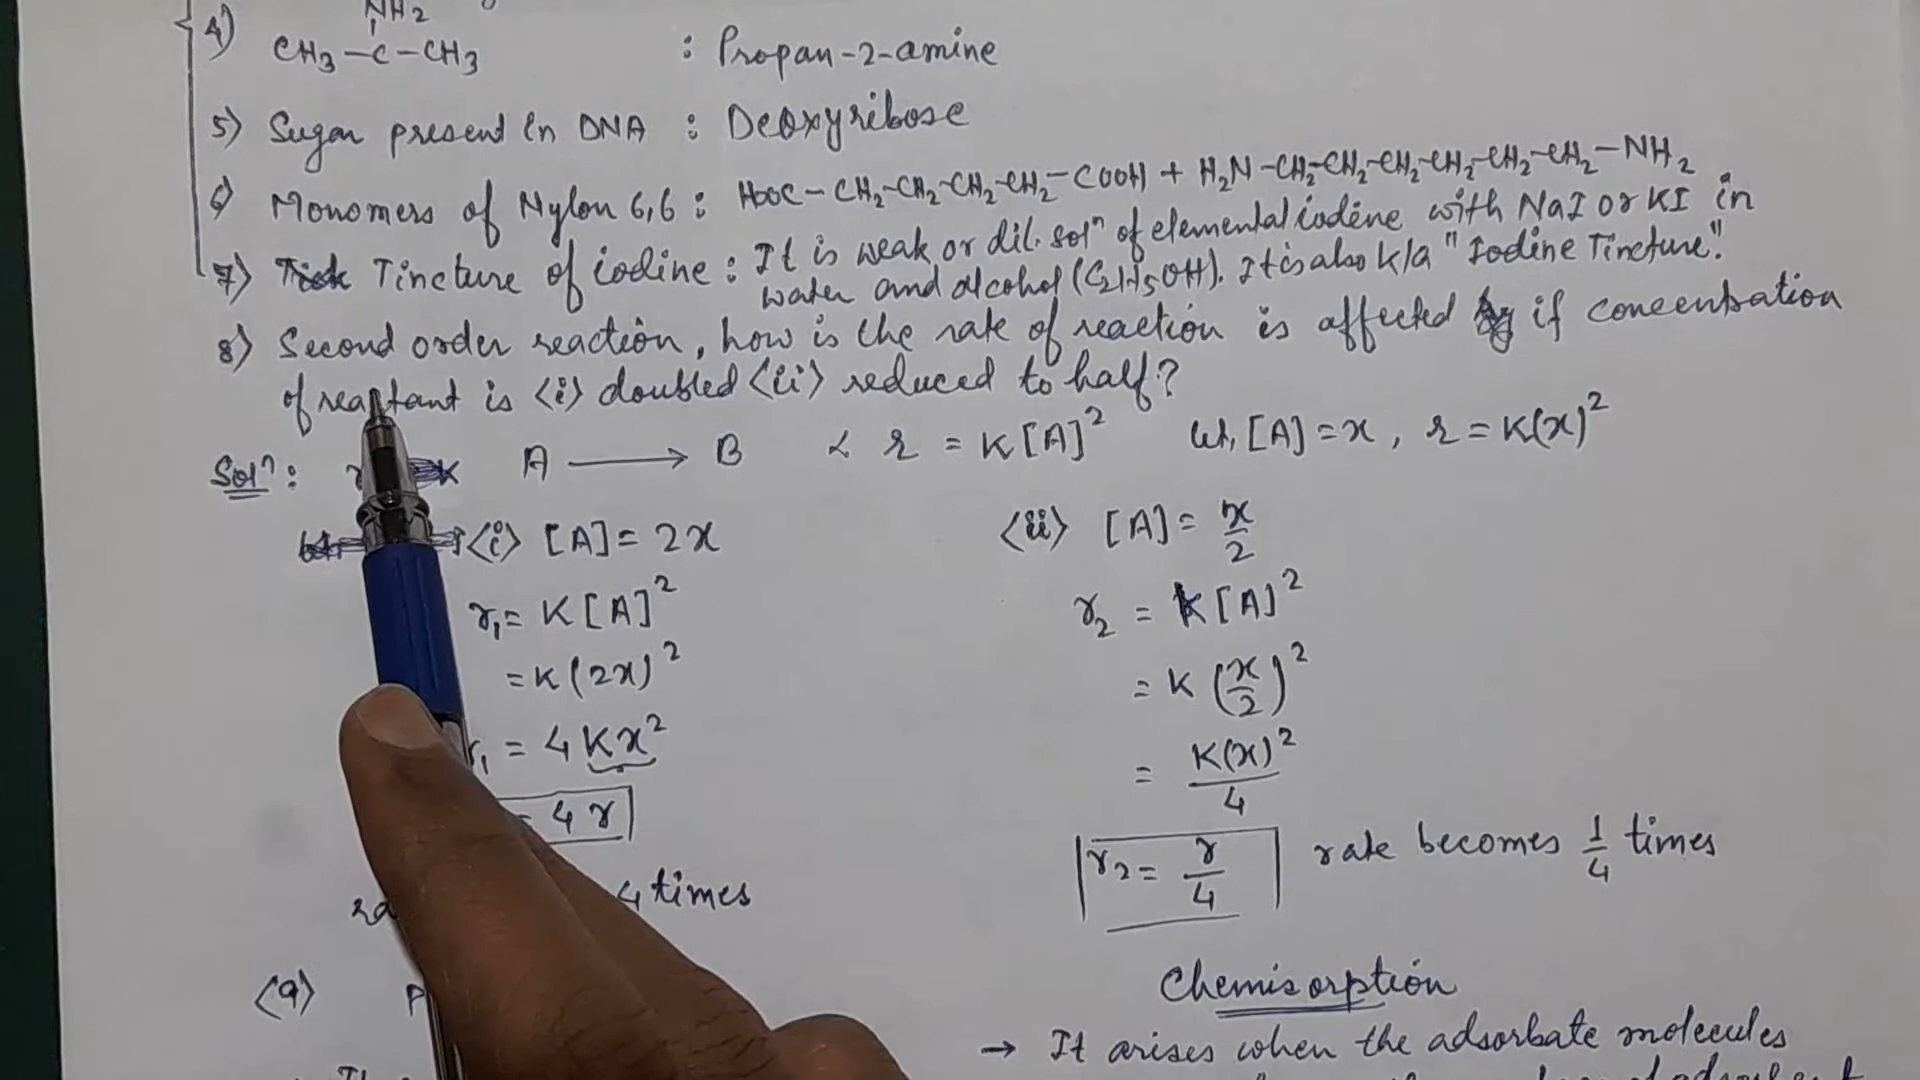 NH2
4) CH3-C-CH3 : Propan-2-amine
5) Sugar present in DNA : Deoxyribose
6) Monomers of Nylon 6,6 : HOOC-CH2-CH2-CH2-CH2-COOH + H2N-CH2-CH2-CH2-CH2-CH2-CH2-NH2
7) Tincture of iodine : It is weak or dil. solⁿ of elemental iodine with NaI or KI in
water and alcohol (C2H5OH). It is also k/a "Iodine Tincture".
8) Second order reaction, how is the rate of reaction is affected if concentration
of reactant is <i> doubled <ii> reduced to half?
Solⁿ: A ⟶ B & r = K[A]² let, [A] = x, r = K(x)²
<i> [A] = 2x
r₁ = K[A]²
= K(2x)²
r₁ = 4Kx²
= 4r
4 times
<ii> [A] = x/2
r₂ = K[A]²
= K(x/2)²
= K(x)²/4
r₂ = r/4 rate becomes 1/4 times
(9)
Chemisorption
→ It arises when the adsorbate molecules